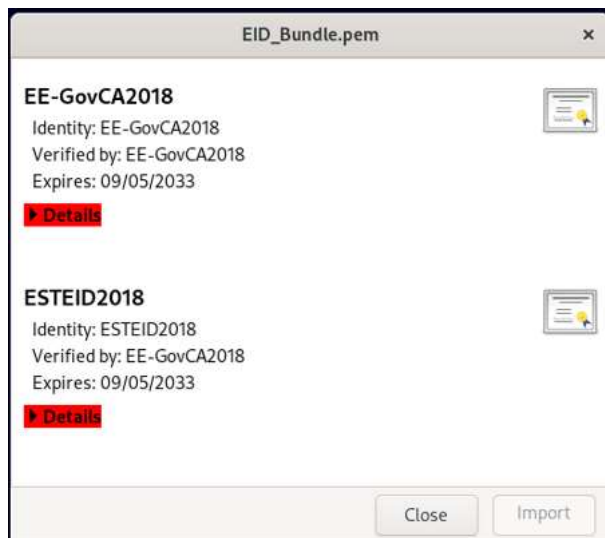 EID_Bundle.pem
EE-GovCA2018
Identity: EE-GovCA2018
Verified by: EE-GovCA2018
Expires: 09/05/2033
Details
ESTEID2018
Identity: ESTEID2018
Verified by: EE-GovCA2018
Expires: 09/05/2033
Details
Close Import